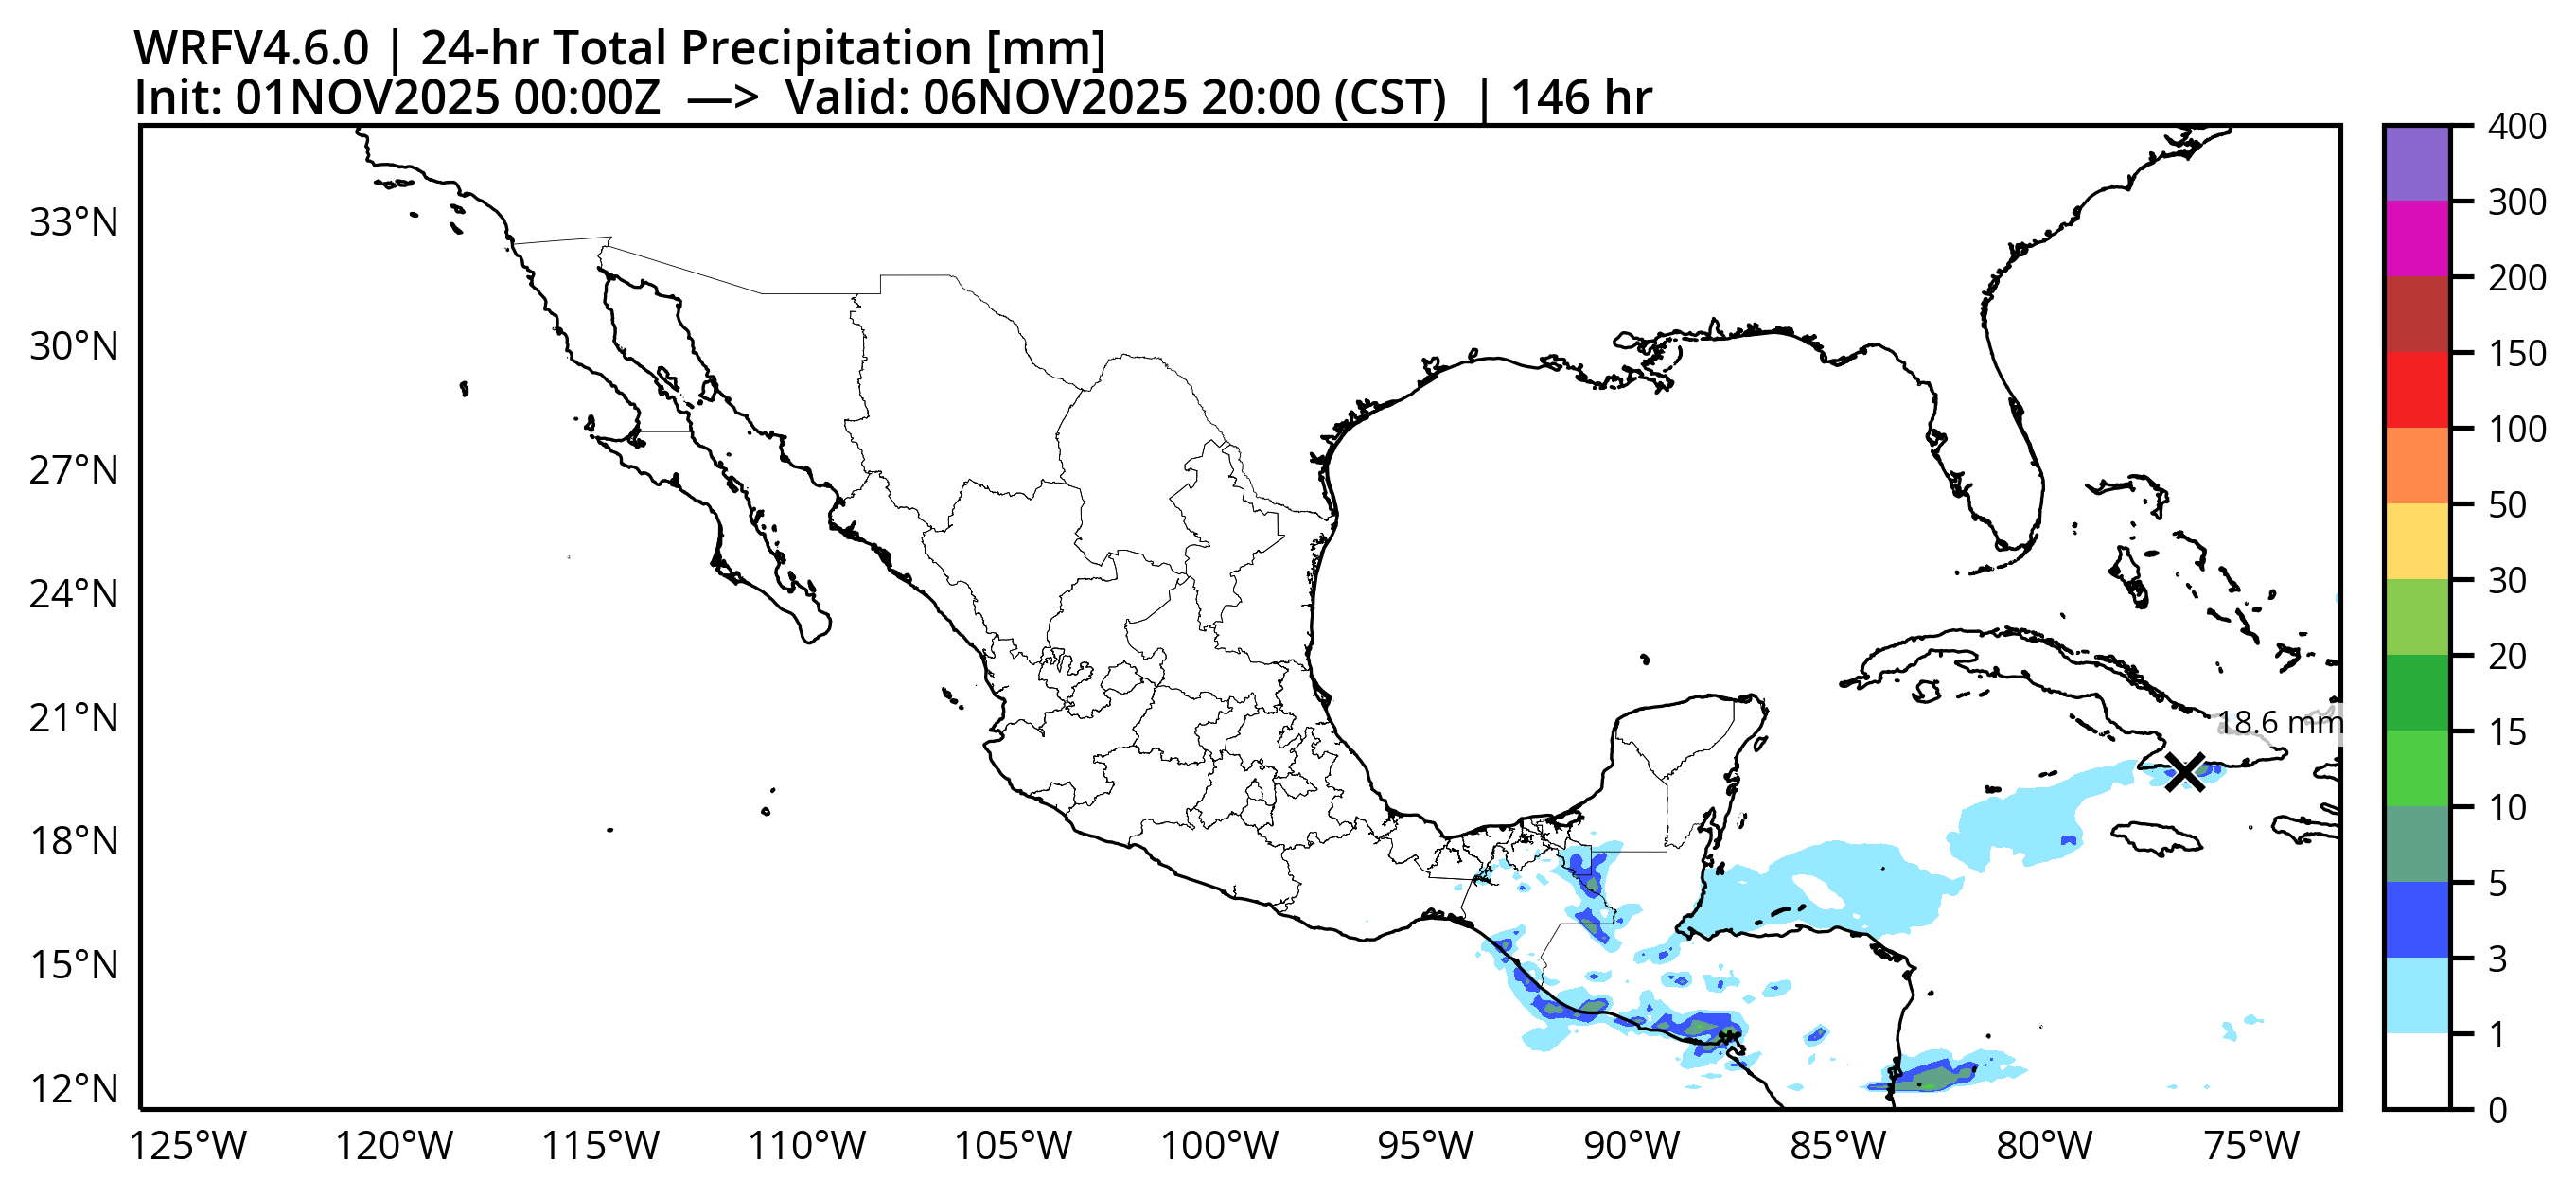 WRFV4.6.0 | 24-hr Total Precipitation [mm]
Init: 01NOV2025 00:00Z —> Valid: 06NOV2025 20:00 (CST) | 146 hr
33°N
30°N
27°N
24°N
21°N
18°N
15°N
12°N
125°W 120°W 115°W 110°W 105°W 100°W 95°W 90°W 85°W 80°W 75°W
18.6 mm
400
300
200
150
100
50
30
20
15
10
5
3
1
0